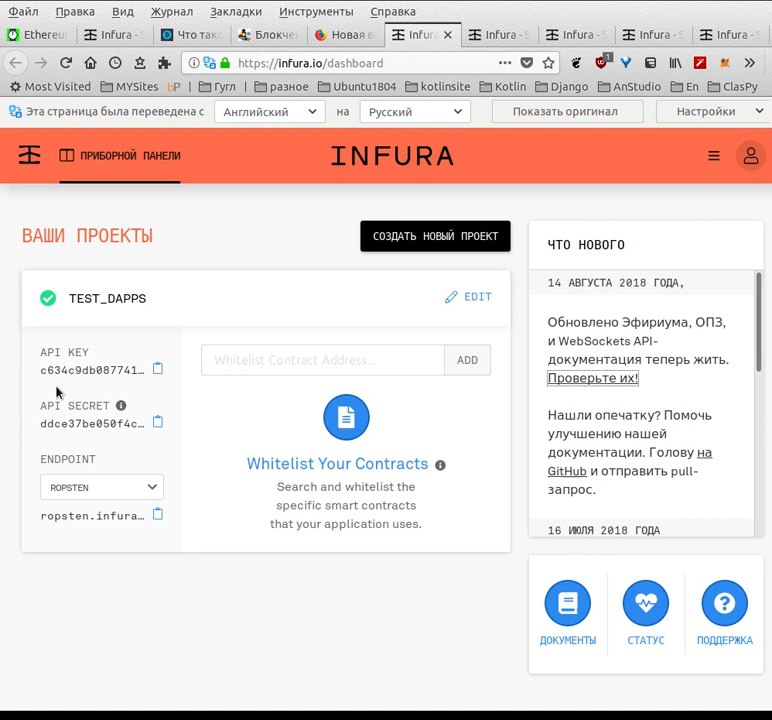 Файл Правка Вид Журнал Закладки Инструменты Справка
Ethereu Infura - S Что тако Блокчеі Новая в Infura Infura - S Infura - S Infura - S Infura - S
https://infura.io/dashboard
Most Visited MYSites bP Гугл разное Ubuntu1804 kotlinsite Kotlin Django AnStudio En ClasPy
Эта страница была переведена с Английский на Русский Показать оригинал Настройки
ПРИБОРНОЙ ПАНЕЛИ INFURA
ВАШИ ПРОЕКТЫ
СОЗДАТЬ НОВЫЙ ПРОЕКТ
TEST_DAPPS
EDIT
API KEY
c634c9db087741…
API SECRET
ddce37be050f4c…
ENDPOINT
ROPSTEN
ropsten.infura…
Whitelist Contract Address...
ADD
Whitelist Your Contracts
Search and whitelist the
specific smart contracts
that your application uses.
ЧТО НОВОГО
14 АВГУСТА 2018 ГОДА,
Обновлено Эфириума, ОПЗ,
и WebSockets API-
документация теперь жить.
Проверьте их!
Нашли опечатку? Помочь
улучшению нашей
документации. Голову на
GitHub и отправить pull-
запрос.
16 ИЮЛЯ 2018 ГОДА
ДОКУМЕНТЫ
СТАТУС
ПОДДЕРЖКА